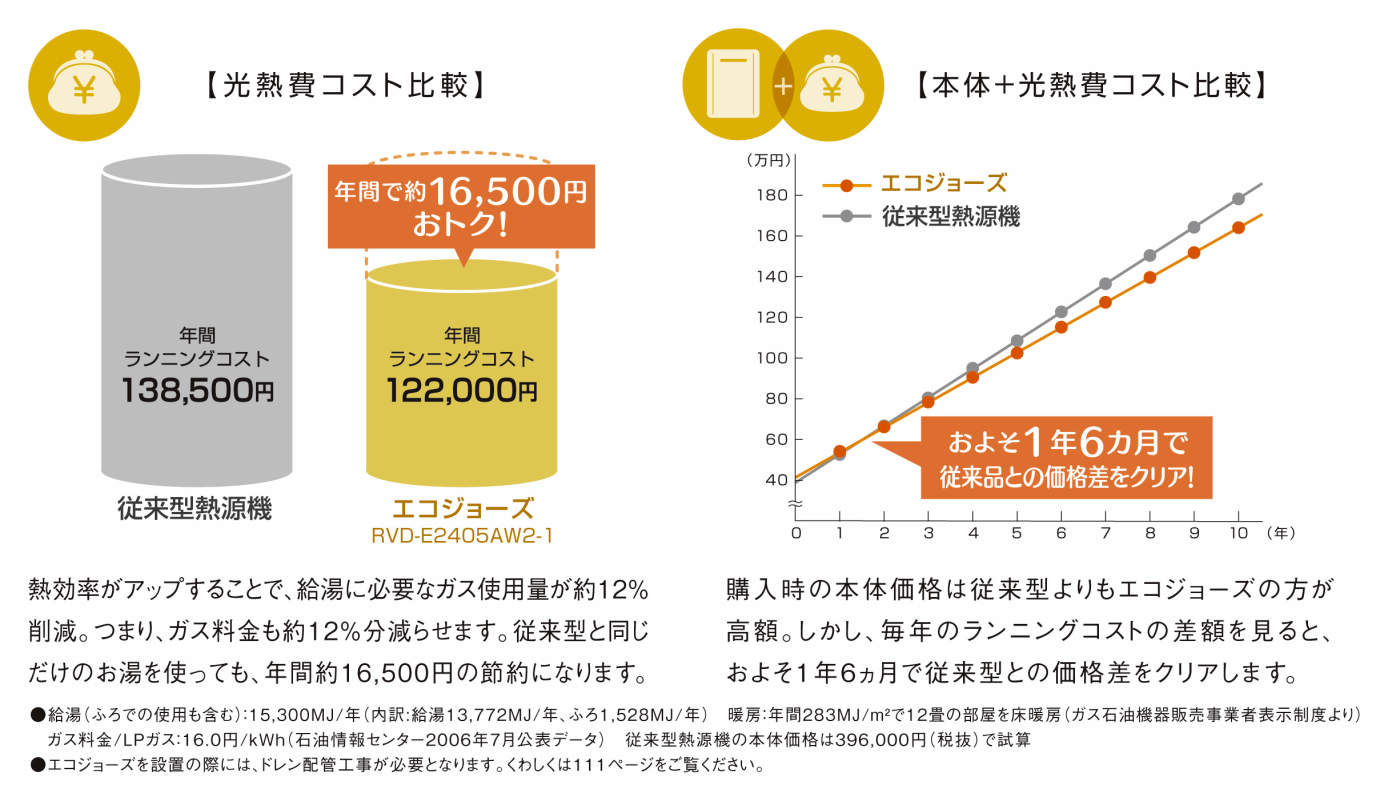 ¥
【光熱費コスト比較】
年間で約16,500円
おトク!
年間
ランニングコスト
138,500円
従来型熱源機
年間
ランニングコスト
122,000円
エコジョーズ
RVD-E2405AW2-1
熱効率がアップすることで、給湯に必要なガス使用量が約12%
削減。つまり、ガス料金も約12%分減らせます。従来型と同じ
だけのお湯を使っても、年間約16,500円の節約になります。
+
¥
【本体+光熱費コスト比較】
(万円)
180
160
140
120
100
80
60
40
エコジョーズ
従来型熱源機
およそ1年6カ月で
従来品との価格差をクリア!
0 1 2 3 4 5 6 7 8 9 10 (年)
購入時の本体価格は従来型よりもエコジョーズの方が
高額。しかし、毎年のランニングコストの差額を見ると、
およそ1年6ヵ月で従来型との価格差をクリアします。
●給湯(ふろでの使用も含む):15,300MJ/年(内訳:給湯13,772MJ/年、ふろ1,528MJ/年) 暖房:年間283MJ/m²で12畳の部屋を床暖房(ガス石油機器販売事業者表示制度より)
ガス料金/LPガス:16.0円/kWh(石油情報センター2006年7月公表データ) 従来型熱源機の本体価格は396,000円(税抜)で試算
●エコジョーズを設置の際には、ドレン配管工事が必要となります。くわしくは111ページをご覧ください。